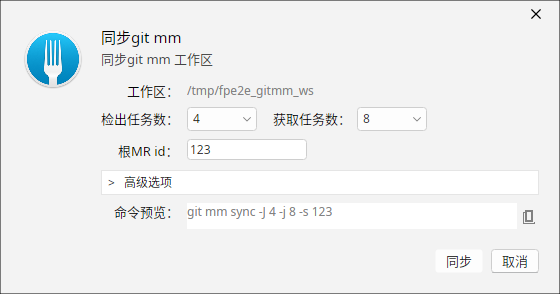 同步git mm
同步git mm 工作区
工作区： /tmp/fpe2e_gitmm_ws
检出任务数： 4 获取任务数： 8
根MR id： 123
> 高级选项
命令预览： git mm sync -J 4 -j 8 -s 123
同步 取消